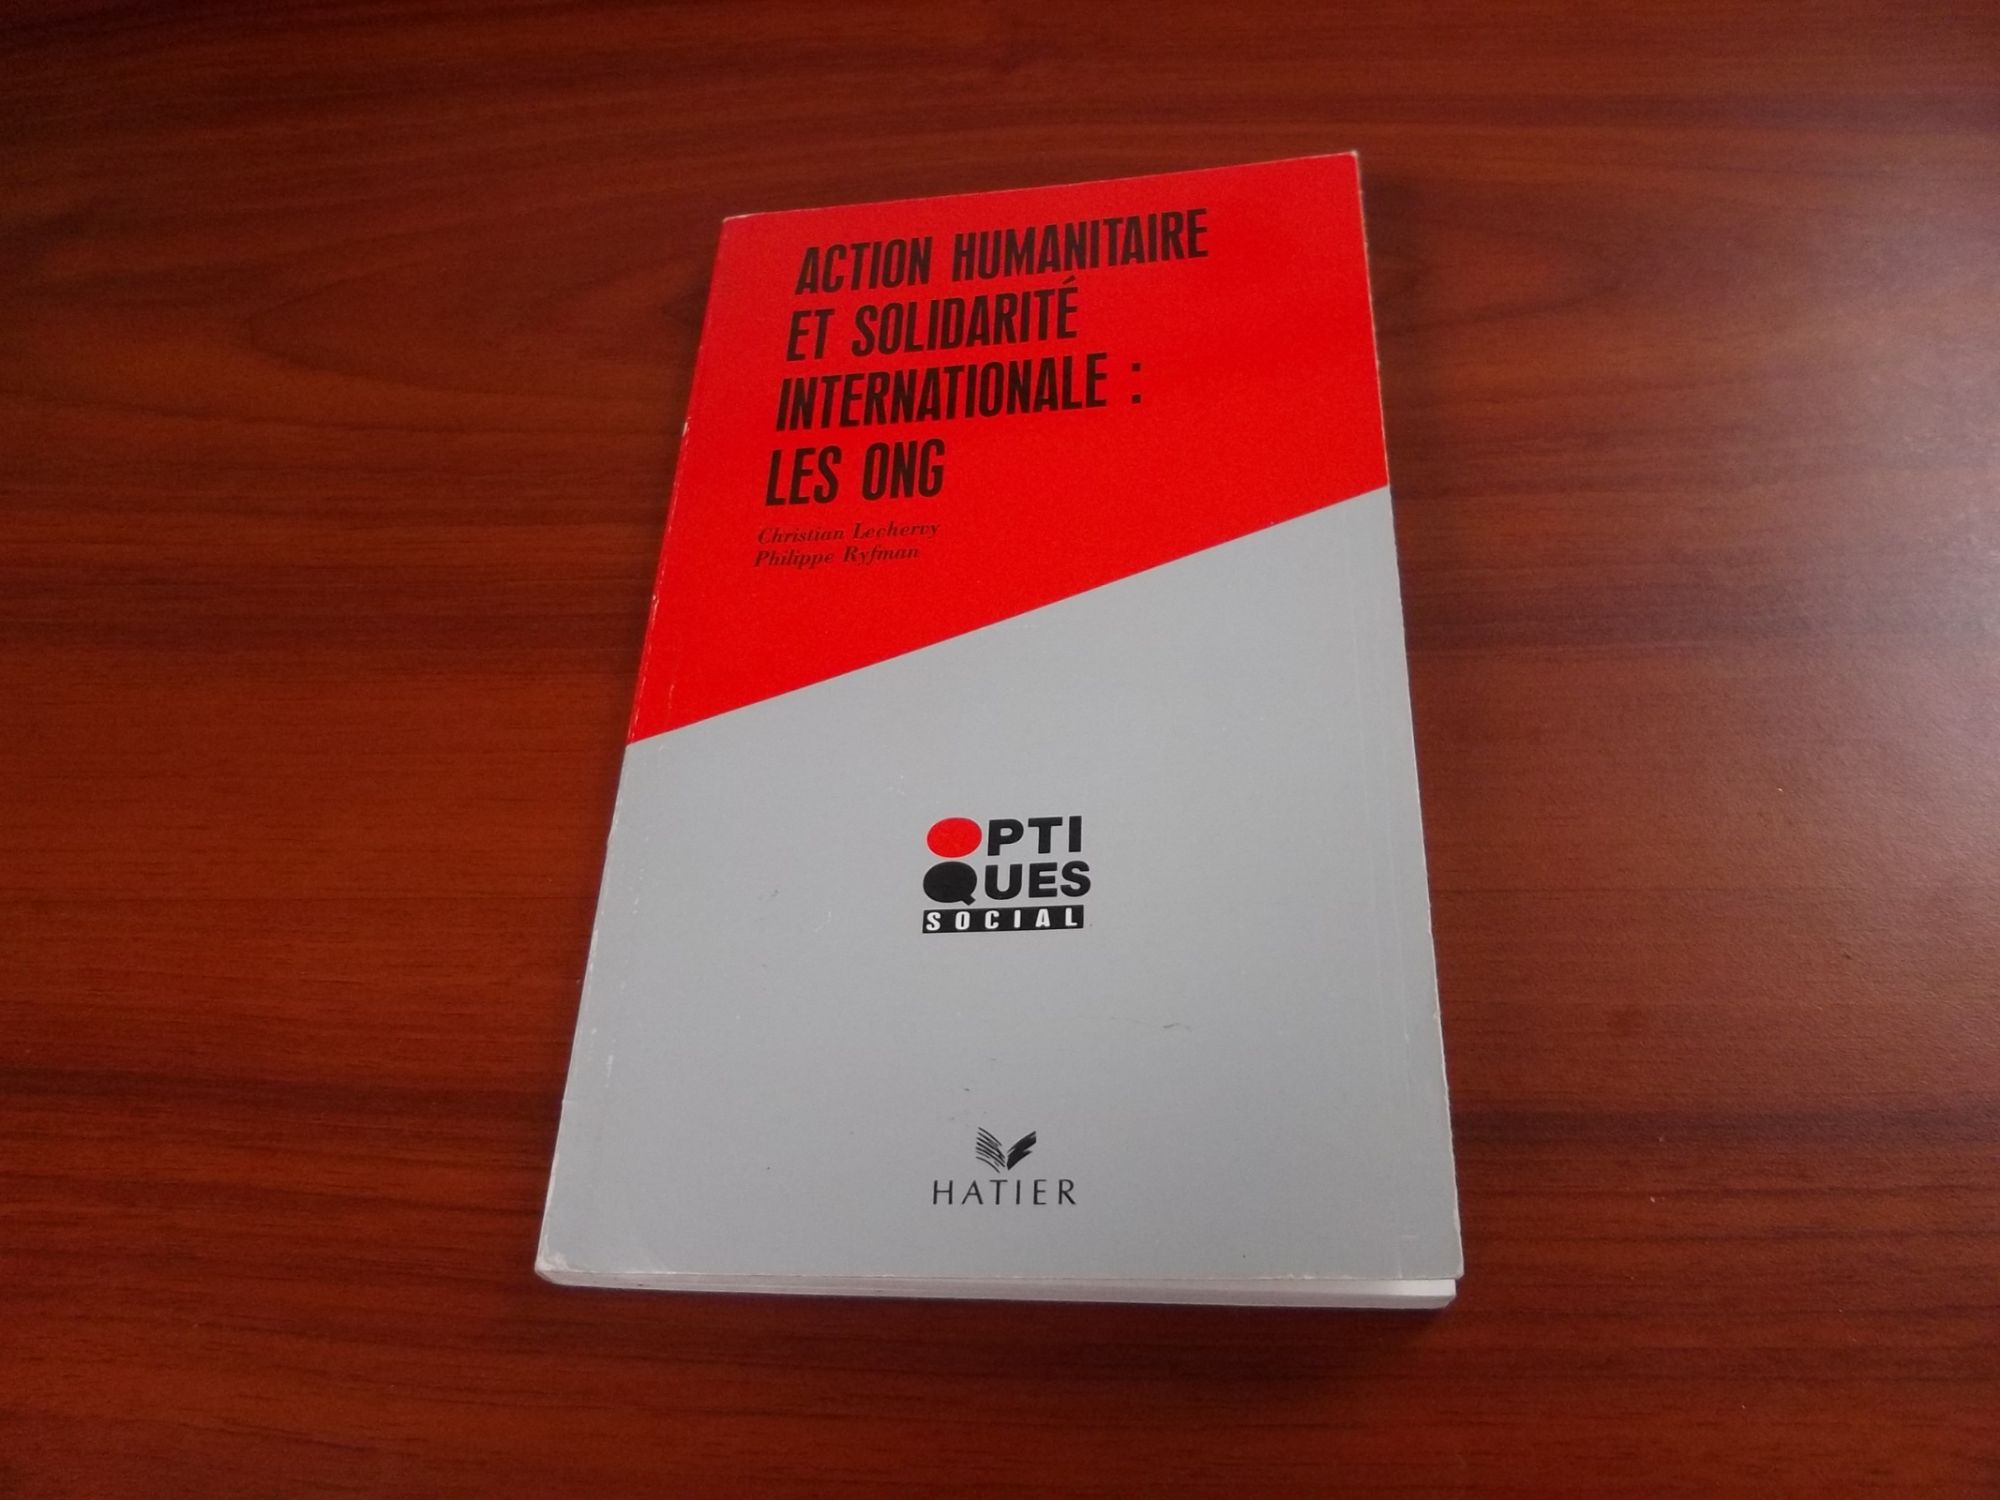 ACTION HUMANITAIRE
ET SOLIDARITÉ
INTERNATIONALE :
LES ONG
Christian Lechervy
Philippe Ryfman
OPTI
QUES
SOCIAL
HATIER